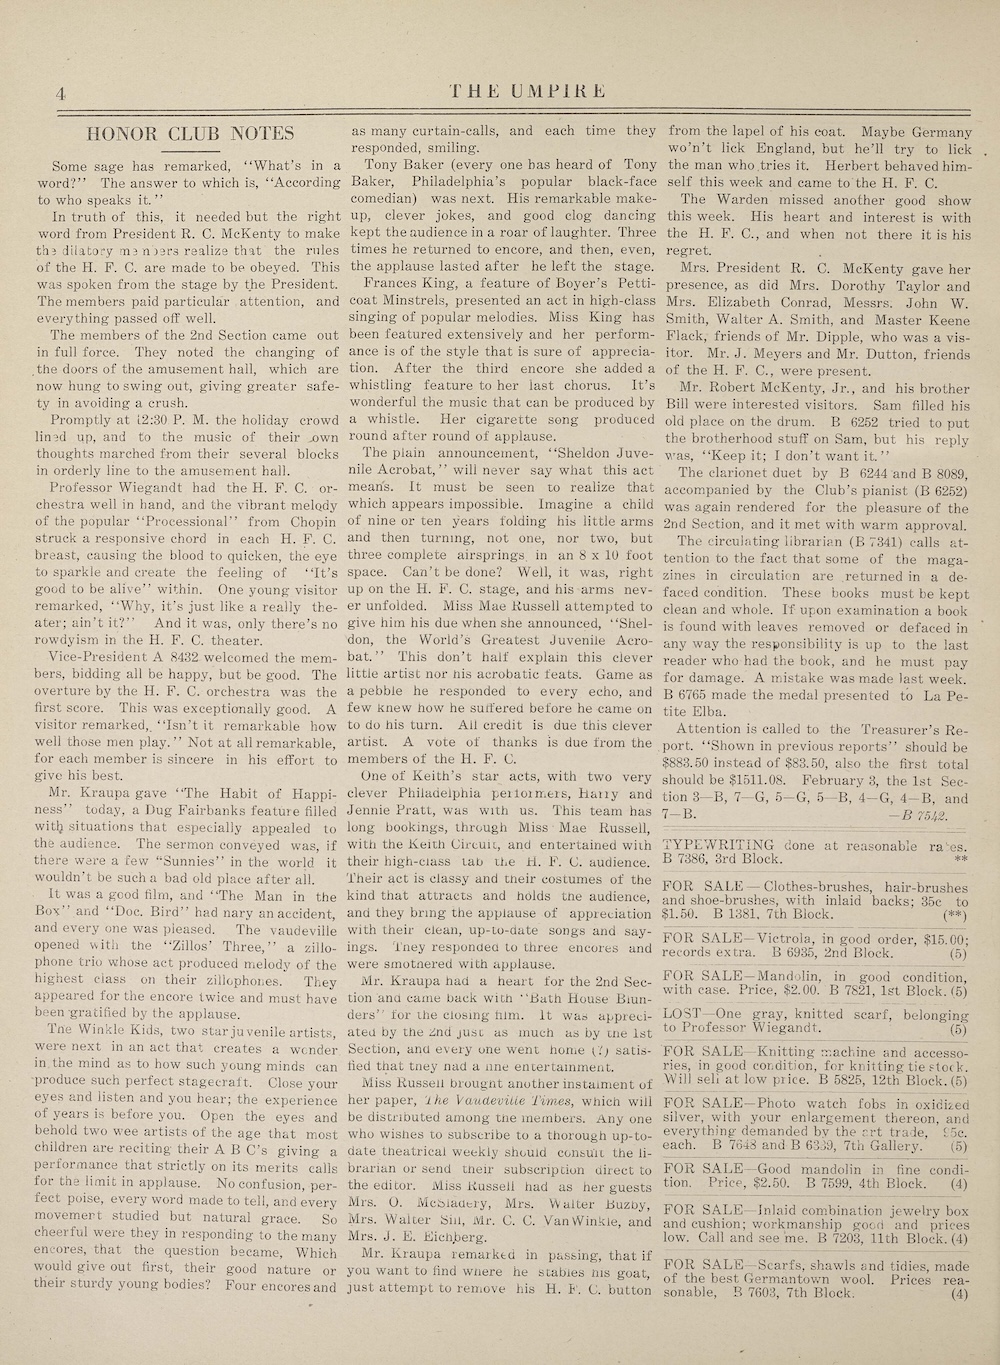 4
THE UMPIRE
HONOR CLUB NOTES
Some sage has remarked, "What's in a
word?" The answer to which is, "According
to who speaks it."
In truth of this, it needed but the right
word from President R. C. McKenty to make
the dilatory members realize that the rules
of the H. F. C. are made to be obeyed. This
was spoken from the stage by the President.
The members paid particular attention, and
everything passed off well.
The members of the 2nd Section came out
in full force. They noted the changing of
the doors of the amusement hall, which are
now hung to swing out, giving greater safe-
ty in avoiding a crush.
Promptly at 12:30 P. M. the holiday crowd
lined up, and to the music of their own
thoughts marched from their several blocks
in orderly line to the amusement hall.
Professor Wiegandt had the H. F. C. or-
chestra well in hand, and the vibrant melody
of the popular "Processional" from Chopin
struck a responsive chord in each H. F. C.
breast, causing the blood to quicken, the eye
to sparkle and create the feeling of "It's
good to be alive" within. One young visitor
remarked, "Why, it's just like a really the-
ater; ain't it?" And it was, only there's no
rowdyism in the H. F. C. theater.
Vice-President A 8432 welcomed the mem-
bers, bidding all be happy, but be good. The
overture by the H. F. C. orchestra was the
first score. This was exceptionally good. A
visitor remarked, "Isn't it remarkable how
well those men play." Not at all remarkable,
for each member is sincere in his effort to
give his best.
Mr. Kraupa gave "The Habit of Happi-
ness" today, a Dug Fairbanks feature filled
with situations that especially appealed to
the audience. The sermon conveyed was, if
there were a few "Sunnies" in the world it
wouldn't be such a bad old place after all.
It was a good film, and "The Man in the
Box" and "Doc. Bird" had nary an accident,
and every one was pleased. The vaudeville
opened with the "Zillos' Three," a zillo-
phone trio whose act produced melody of the
highest class on their zillophones. They
appeared for the encore twice and must have
been gratified by the applause.
The Winkle Kids, two star juvenile artists,
were next in an act that creates a wonder
in the mind as to how such young minds can
produce such perfect stagecraft. Close your
eyes and listen and you hear; the experience
of years is before you. Open the eyes and
behold two wee artists of the age that most
children are reciting their A B C's giving a
performance that strictly on its merits calls
for the limit in applause. No confusion, per-
fect poise, every word made to tell, and every
movement studied but natural grace. So
cheerful were they in responding to the many
encores, that the question became, Which
would give out first, their good nature or
their sturdy young bodies? Four encores and
as many curtain-calls, and each time they
responded, smiling.
Tony Baker (every one has heard of Tony
Baker, Philadelphia's popular black-face
comedian) was next. His remarkable make-
up, clever jokes, and good clog dancing
kept the audience in a roar of laughter. Three
times he returned to encore, and then, even,
the applause lasted after he left the stage.
Frances King, a feature of Boyer's Petti-
coat Minstrels, presented an act in high-class
singing of popular melodies. Miss King has
been featured extensively and her perform-
ance is of the style that is sure of apprecia-
tion. After the third encore she added a
whistling feature to her last chorus. It's
wonderful the music that can be produced by
a whistle. Her cigarette song produced
round after round of applause.
The plain announcement, "Sheldon Juve-
nile Acrobat," will never say what this act
means. It must be seen to realize that
which appears impossible. Imagine a child
of nine or ten years folding his little arms
and then turning, not one, nor two, but
three complete airsprings in an 8 x 10 foot
space. Can't be done? Well, it was, right
up on the H. F. C. stage, and his arms nev-
er unfolded. Miss Mae Russell attempted to
give him his due when she announced, "Shel-
don, the World's Greatest Juvenile Acro-
bat." This don't half explain this clever
little artist nor his acrobatic feats. Game as
a pebble he responded to every echo, and
few knew how he suffered before he came on
to do his turn. All credit is due this clever
artist. A vote of thanks is due from the
members of the H. F. C.
One of Keith's star acts, with two very
clever Philadelphia performers, Harry and
Jennie Pratt, was with us. This team has
long bookings, through Miss Mae Russell,
with the Keith Circuit, and entertained with
their high-class tab the H. F. C. audience.
Their act is classy and their costumes of the
kind that attracts and holds the audience,
and they bring the applause of appreciation
with their clean, up-to-date songs and say-
ings. They responded to three encores and
were smothered with applause.
Mr. Kraupa had a heart for the 2nd Sec-
tion and came back with "Bath House Blun-
ders" for the closing film. It was appreci-
ated by the 2nd just as much as by the 1st
Section, and every one went home (?) satis-
fied that they had a fine entertainment.
Miss Russell brought another instalment of
her paper, The Vaudeville Times, which will
be distributed among the members. Any one
who wishes to subscribe to a thorough up-to-
date theatrical weekly should consult the li-
brarian or send their subscription direct to
the editor. Miss Russell had as her guests
Mrs. O. McSladery, Mrs. Walter Buzby,
Mrs. Walter Sill, Mr. C. C. VanWinkle, and
Mrs. J. E. Eichberg.
Mr. Kraupa remarked in passing, that if
you want to find where he stables his goat,
just attempt to remove his H. F. C. button
from the lapel of his coat. Maybe Germany
wo'n't lick England, but he'll try to lick
the man who tries it. Herbert behaved him-
self this week and came to the H. F. C.
The Warden missed another good show
this week. His heart and interest is with
the H. F. C., and when not there it is his
regret.
Mrs. President R. C. McKenty gave her
presence, as did Mrs. Dorothy Taylor and
Mrs. Elizabeth Conrad, Messrs. John W.
Smith, Walter A. Smith, and Master Keene
Flack, friends of Mr. Dipple, who was a vis-
itor. Mr. J. Meyers and Mr. Dutton, friends
of the H. F. C., were present.
Mr. Robert McKenty, Jr., and his brother
Bill were interested visitors. Sam filled his
old place on the drum. B 6252 tried to put
the brotherhood stuff on Sam, but his reply
was, "Keep it; I don't want it."
The clarionet duet by B 6244 and B 8089,
accompanied by the Club's pianist (B 6252)
was again rendered for the pleasure of the
2nd Section, and it met with warm approval.
The circulating librarian (B 7341) calls at-
tention to the fact that some of the maga-
zines in circulation are returned in a de-
faced condition. These books must be kept
clean and whole. If upon examination a book
is found with leaves removed or defaced in
any way the responsibility is up to the last
reader who had the book, and he must pay
for damage. A mistake was made last week.
B 6765 made the medal presented to La Pe-
tite Elba.
Attention is called to the Treasurer's Re-
port. "Shown in previous reports" should be
$883.50 instead of $83.50, also the first total
should be $1511.08. February 3, the 1st Sec-
tion 3—B, 7—G, 5—G, 5—B, 4—G, 4—B, and
7—B. —B 7542.
TYPEWRITING done at reasonable rates.
B 7386, 3rd Block. **
FOR SALE—Clothes-brushes, hair-brushes
and shoe-brushes, with inlaid backs; 35c to
$1.50. B 1381, 7th Block. (**)
FOR SALE—Victrola, in good order, $15.00;
records extra. B 6935, 2nd Block. (5)
FOR SALE—Mandolin, in good condition,
with case. Price, $2.00. B 7821, 1st Block. (5)
LOST—One gray, knitted scarf, belonging
to Professor Wiegandt. (5)
FOR SALE—Knitting machine and accesso-
ries, in good condition, for knitting tie stock.
Will sell at low price. B 5825, 12th Block. (5)
FOR SALE—Photo watch fobs in oxidized
silver, with your enlargement thereon, and
everything demanded by the art trade,
each. B 7648 and B 6339, 7th Gallery. (5)
FOR SALE—Good mandolin in fine condi-
tion. Price, $2.50. B 7599, 4th Block. (4)
FOR SALE—Inlaid combination jewelry box
and cushion; workmanship good and prices
low. Call and see me. B 7203, 11th Block. (4)
FOR SALE—Scarfs, shawls and tidies, made
of the best Germantown wool. Prices rea-
sonable, B 7603, 7th Block. (4)